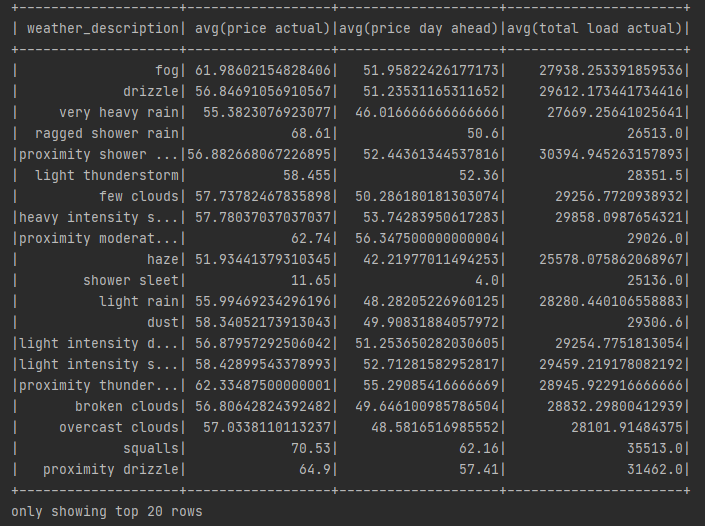 +--------------------+------------------+--------------------+----------------------+
| weather_description| avg(price actual)|avg(price day ahead)|avg(total load actual)|
+--------------------+------------------+--------------------+----------------------+
|                 fog| 61.98602154828406|   51.95822426177173|    27938.253391859536|
|             drizzle| 56.84691056910567|   51.23531165311652|    29612.173441734416|
|     very heavy rain|  55.3823076923077|  46.016666666666666|     27669.25641025641|
|  ragged shower rain|             68.61|                50.6|               26513.0|
|proximity shower ...|56.882668067226895|   52.44361344537816|    30394.945263157893|
|  light thunderstorm|            58.455|               52.36|               28351.5|
|          few clouds| 57.73782467835898|  50.286180181303074|      29256.7720938932|
|heavy intensity s...| 57.78037037037037|   53.74283950617283|      29858.0987654321|
|proximity moderat...|             62.74|  56.347500000000004|               29026.0|
|                haze| 51.93441379310345|   42.21977011494253|    25578.075862068967|
|        shower sleet|             11.65|                 4.0|               25136.0|
|          light rain| 55.99469234296196|   48.28205226960125|    28280.440106558883|
|                dust| 58.34052173913043|   49.90831884057972|               29306.6|
|light intensity d...| 56.87957292506042|  51.253650282030605|      29254.7751813054|
|light intensity s...| 58.42899543378993|   52.71281582952817|    29459.219178082192|
|proximity thunder...| 62.33487500000001|   55.29085416666669|    28945.922916666666|
|       broken clouds| 56.80642824392482|  49.646100985786504|     28832.29800412939|
|     overcast clouds|  57.0338110113237|    48.5816516985552|        28101.91484375|
|             squalls|             70.53|               62.16|               35513.0|
|   proximity drizzle|              64.9|               57.41|               31462.0|
+--------------------+------------------+--------------------+----------------------+
only showing top 20 rows